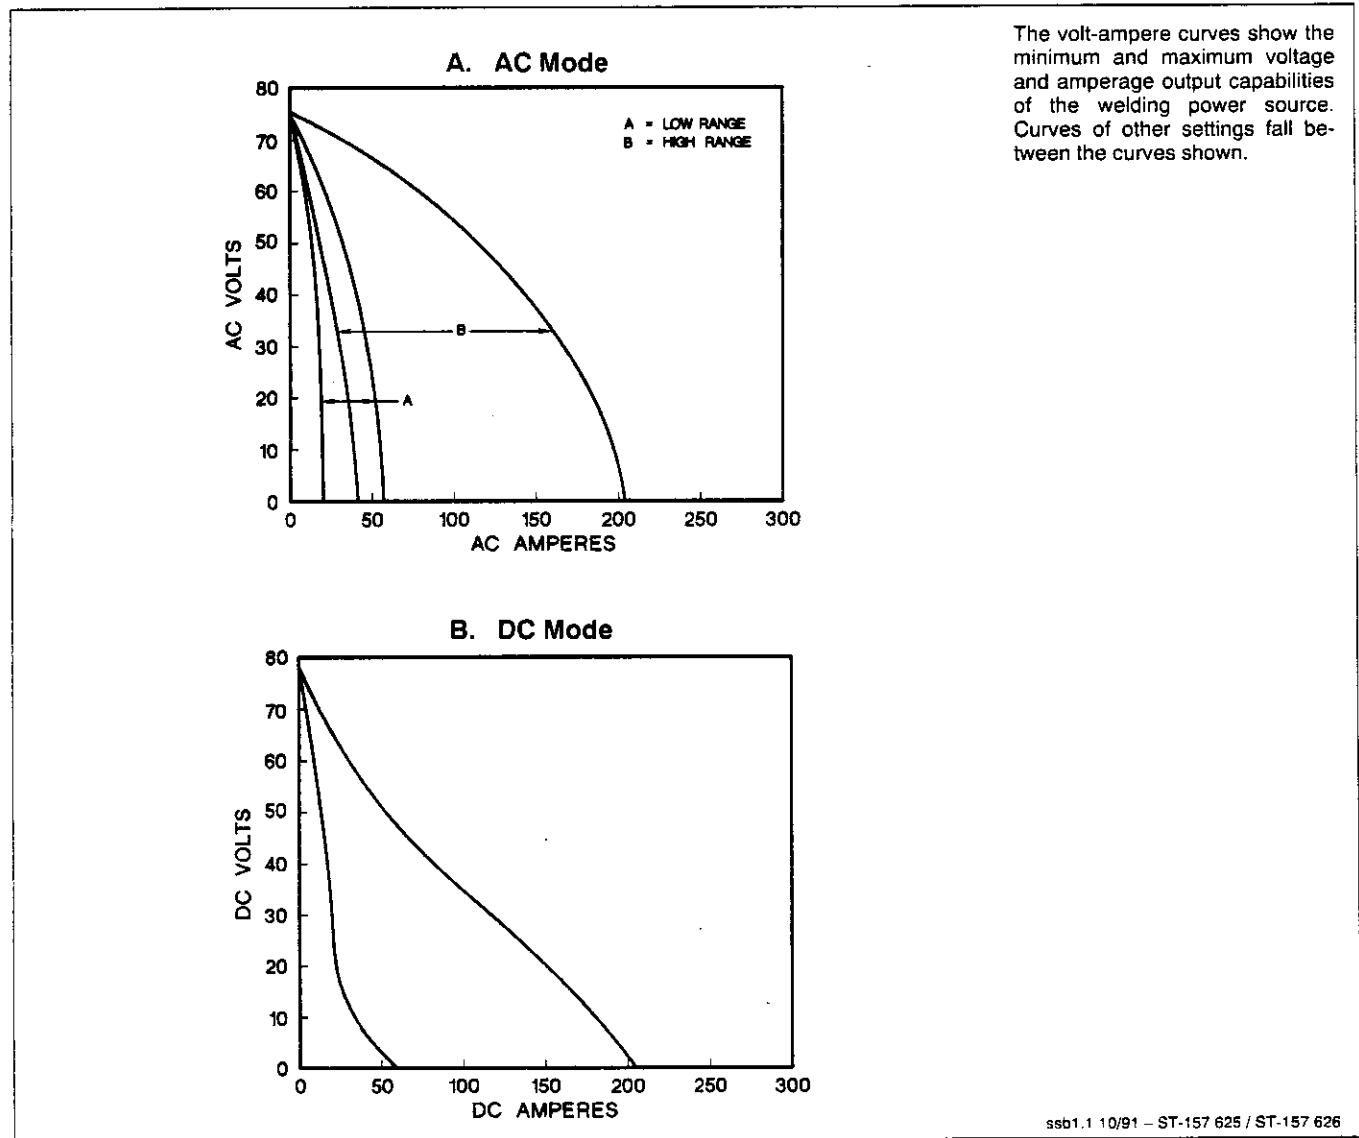 The volt-ampere curves show the
minimum and maximum voltage
and amperage output capabilities
of the welding power source.
Curves of other settings fall be-
tween the curves shown.
A. AC Mode
A = LOW RANGE
B = HIGH RANGE
AC VOLTS
80
70
60
50
40
30
20
10
0
B
A
0 50 100 150 200 250 300
AC AMPERES
B. DC Mode
DC VOLTS
80
70
60
50
40
30
20
10
0
0 50 100 150 200 250 300
DC AMPERES
ssb1.1 10/91 – ST-157 625 / ST-157 626